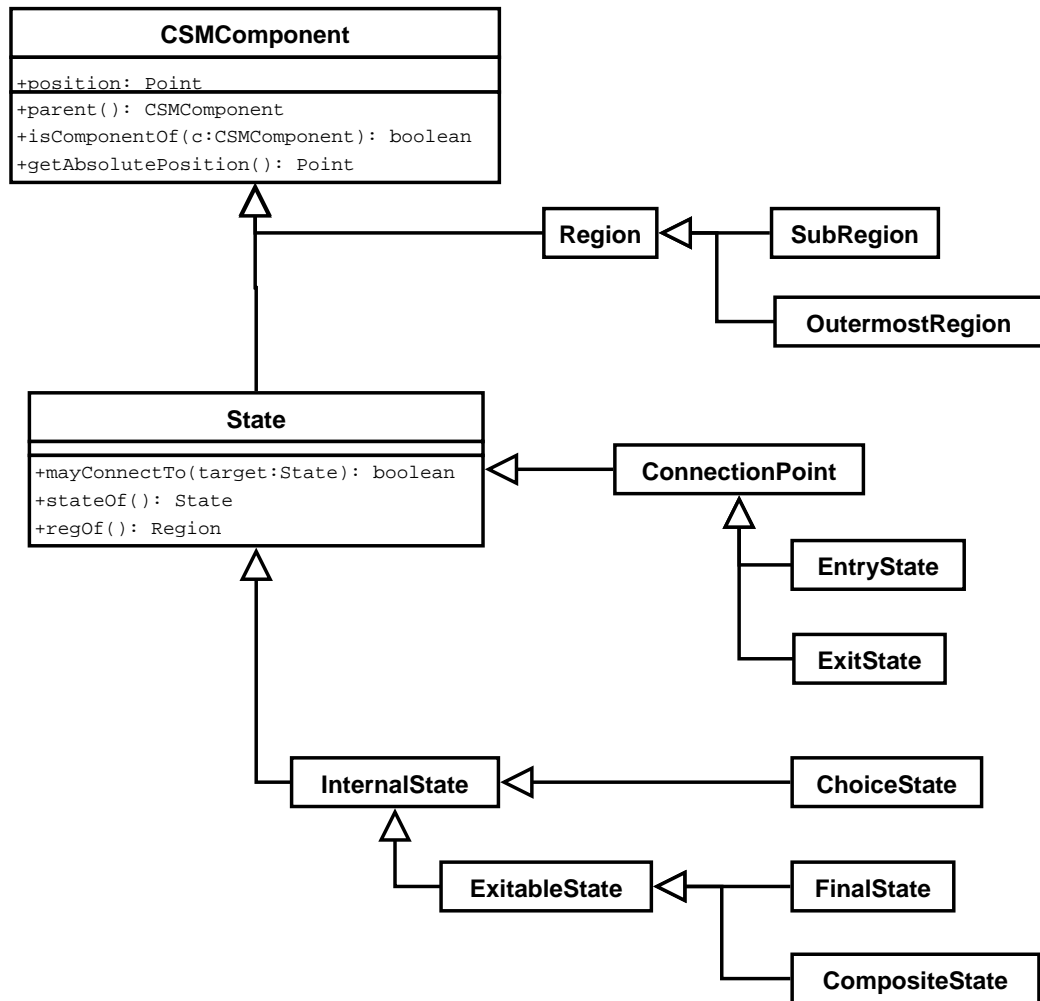 CSMComponent
+position: Point
+parent(): CSMComponent
+isComponentOf(c:CSMComponent): boolean
+getAbsolutePosition(): Point
Region
SubRegion
OutermostRegion
State
+mayConnectTo(target:State): boolean
+stateOf(): State
+regOf(): Region
ConnectionPoint
EntryState
ExitState
InternalState
ChoiceState
ExitableState
FinalState
CompositeState